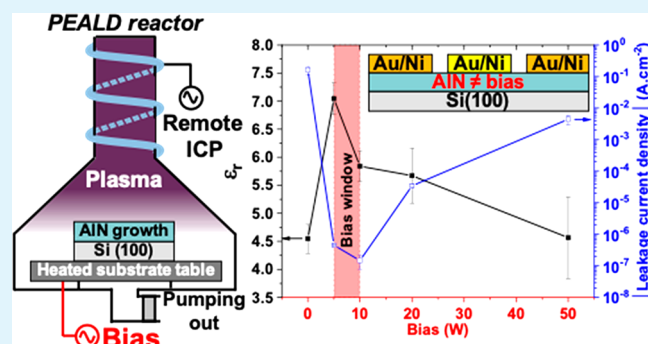 PEALD reactor
Remote
ICP
Plasma
AlN growth
Si (100)
Heated substrate table
Pumping
out
Bias
8.0
7.5
7.0
6.5
6.0
5.5
5.0
4.5
4.0
3.5
εr
0
10
20
30
40
50
Bias (W)
Bias window
Au/Ni
Au/Ni
Au/Ni
AlN ≠ bias
Si(100)
10⁰
10⁻¹
10⁻²
10⁻³
10⁻⁴
10⁻⁵
10⁻⁶
10⁻⁷
10⁻⁸
| Leakage current density | (A.cm⁻²)